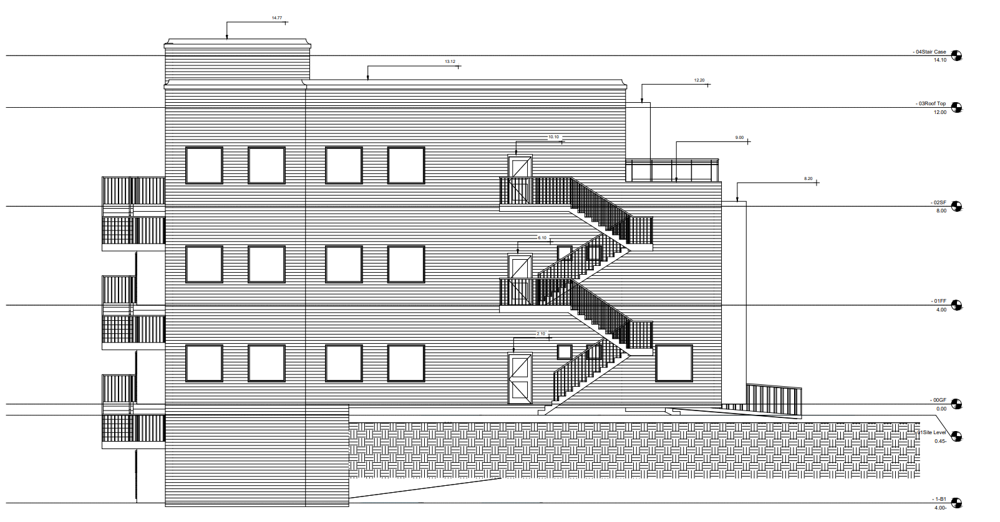 14.77
- 04Stair Case
14.10
13.12
12.20
- 03Roof Top
12.00
10.10
9.00
8.20
- 02SF
8.00
6.10
- 01FF
4.00
2.10
- 00GF
0.00
01Site Level
0.45-
- 1-B1
4.00-